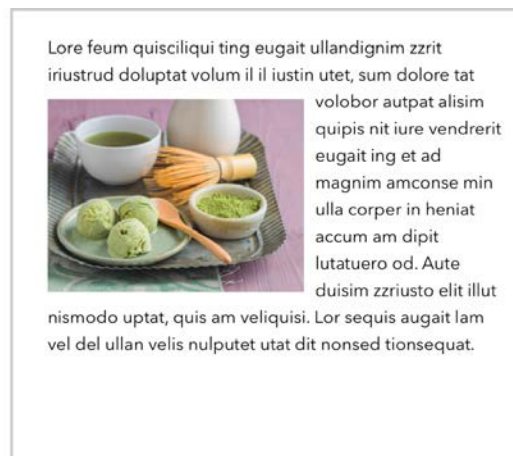 Lore feum quisciliqui ting eugait ullandignim zzrit
iriustrud doluptat volum il il iustin utet, sum dolore tat
volobor autpat alisim
quipis nit iure vendrerit
eugait ing et ad
magnim amconse min
ulla corper in heniat
accum am dipit
lutatuero od. Aute
duisim zzriusto elit illut
nismodo uptat, quis am veliquisi. Lor sequis augait lam
vel del ullan velis nulputet utat dit nonsed tionsequat.